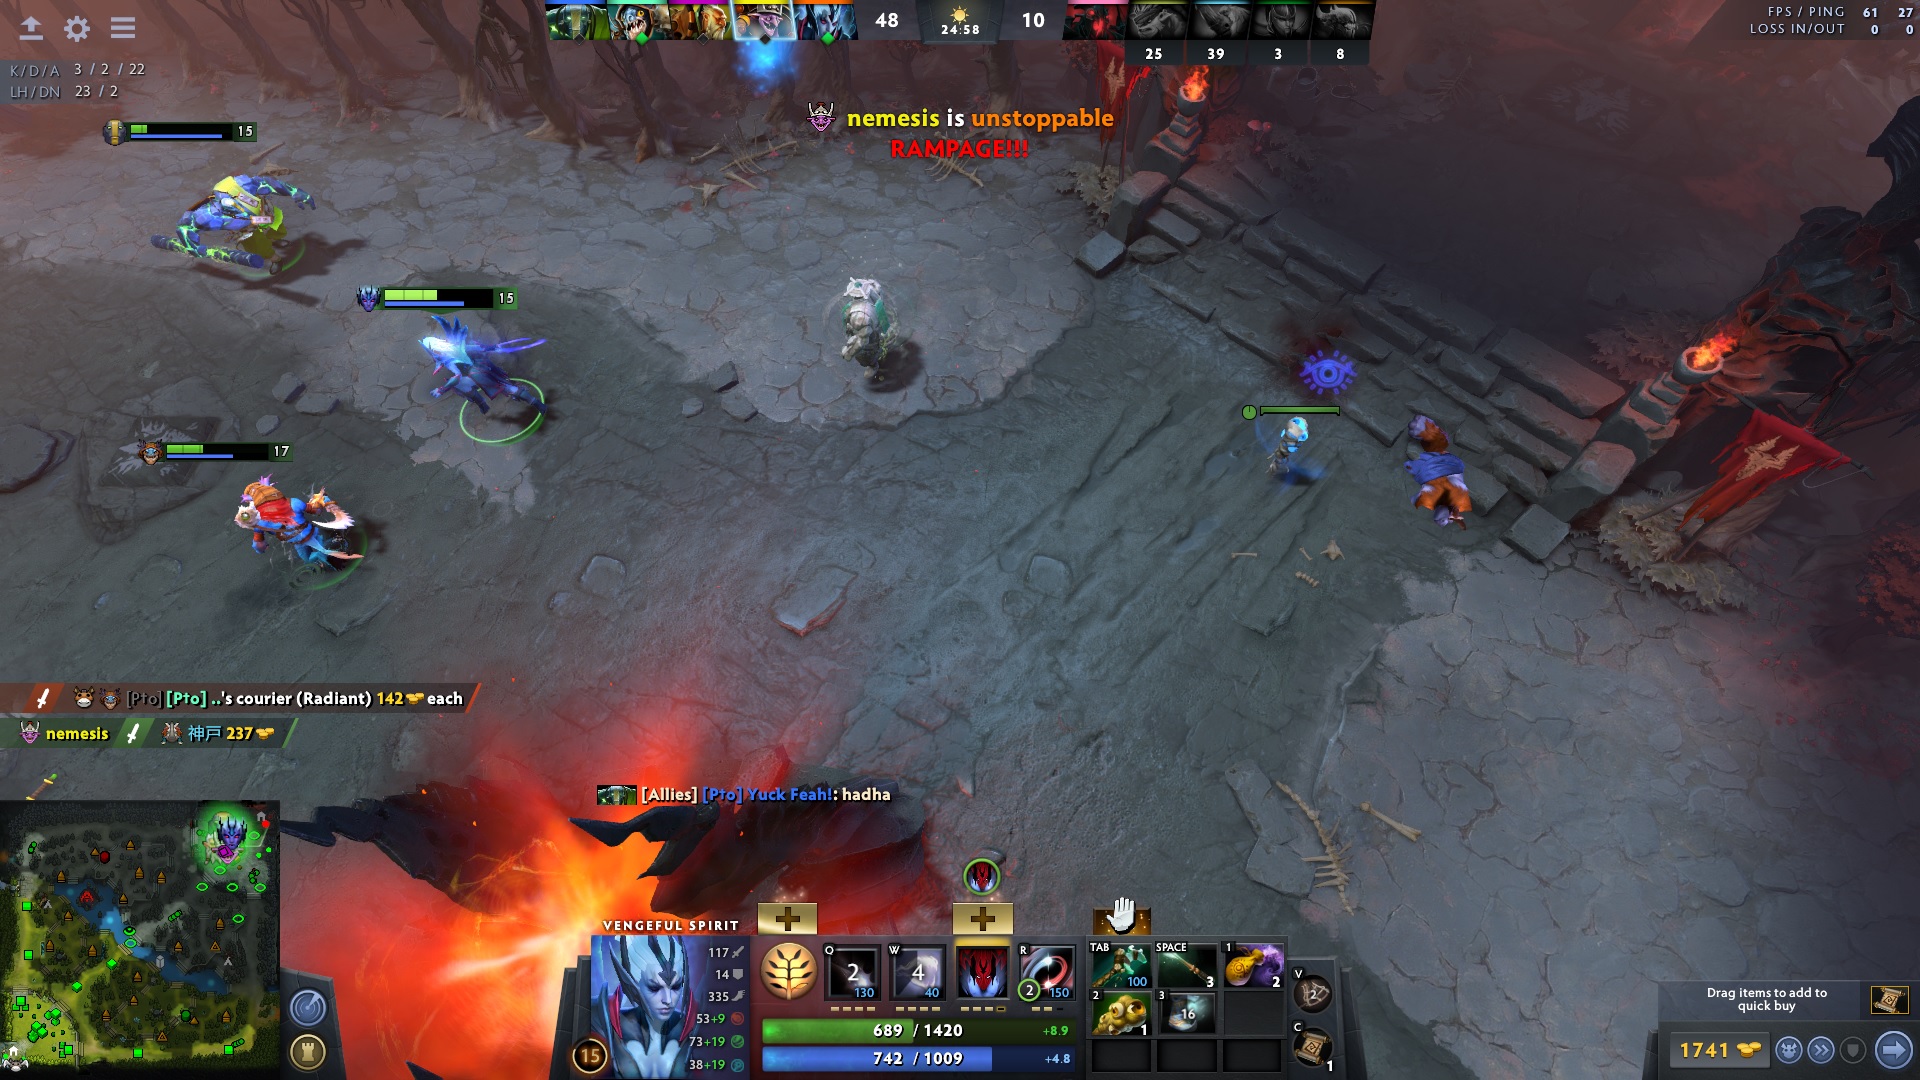 48
24:58
10
25 39 3 8
FPS / PING 61 27
LOSS IN/OUT 0 0
K/D/A 3 / 2 / 22
LH/DN 23 / 2
nemesis is unstoppable
RAMPAGE!!!
15
15
17
[Pto] [Pto] ..'s courier (Radiant) 142 each
nemesis 神戸 237
[Allies] [Pto] Yuck Feah!: hadha
VENGEFUL SPIRIT
117
14
335
53+9
73+19
38+19
15
Q 2 130
W 4 40
R 2 150
689 / 1420 +8.9
742 / 1009 +4.8
TAB 100
SPACE 3
1 2
2 1
3 16
V 2
C 1
Drag items to add to
quick buy
1741